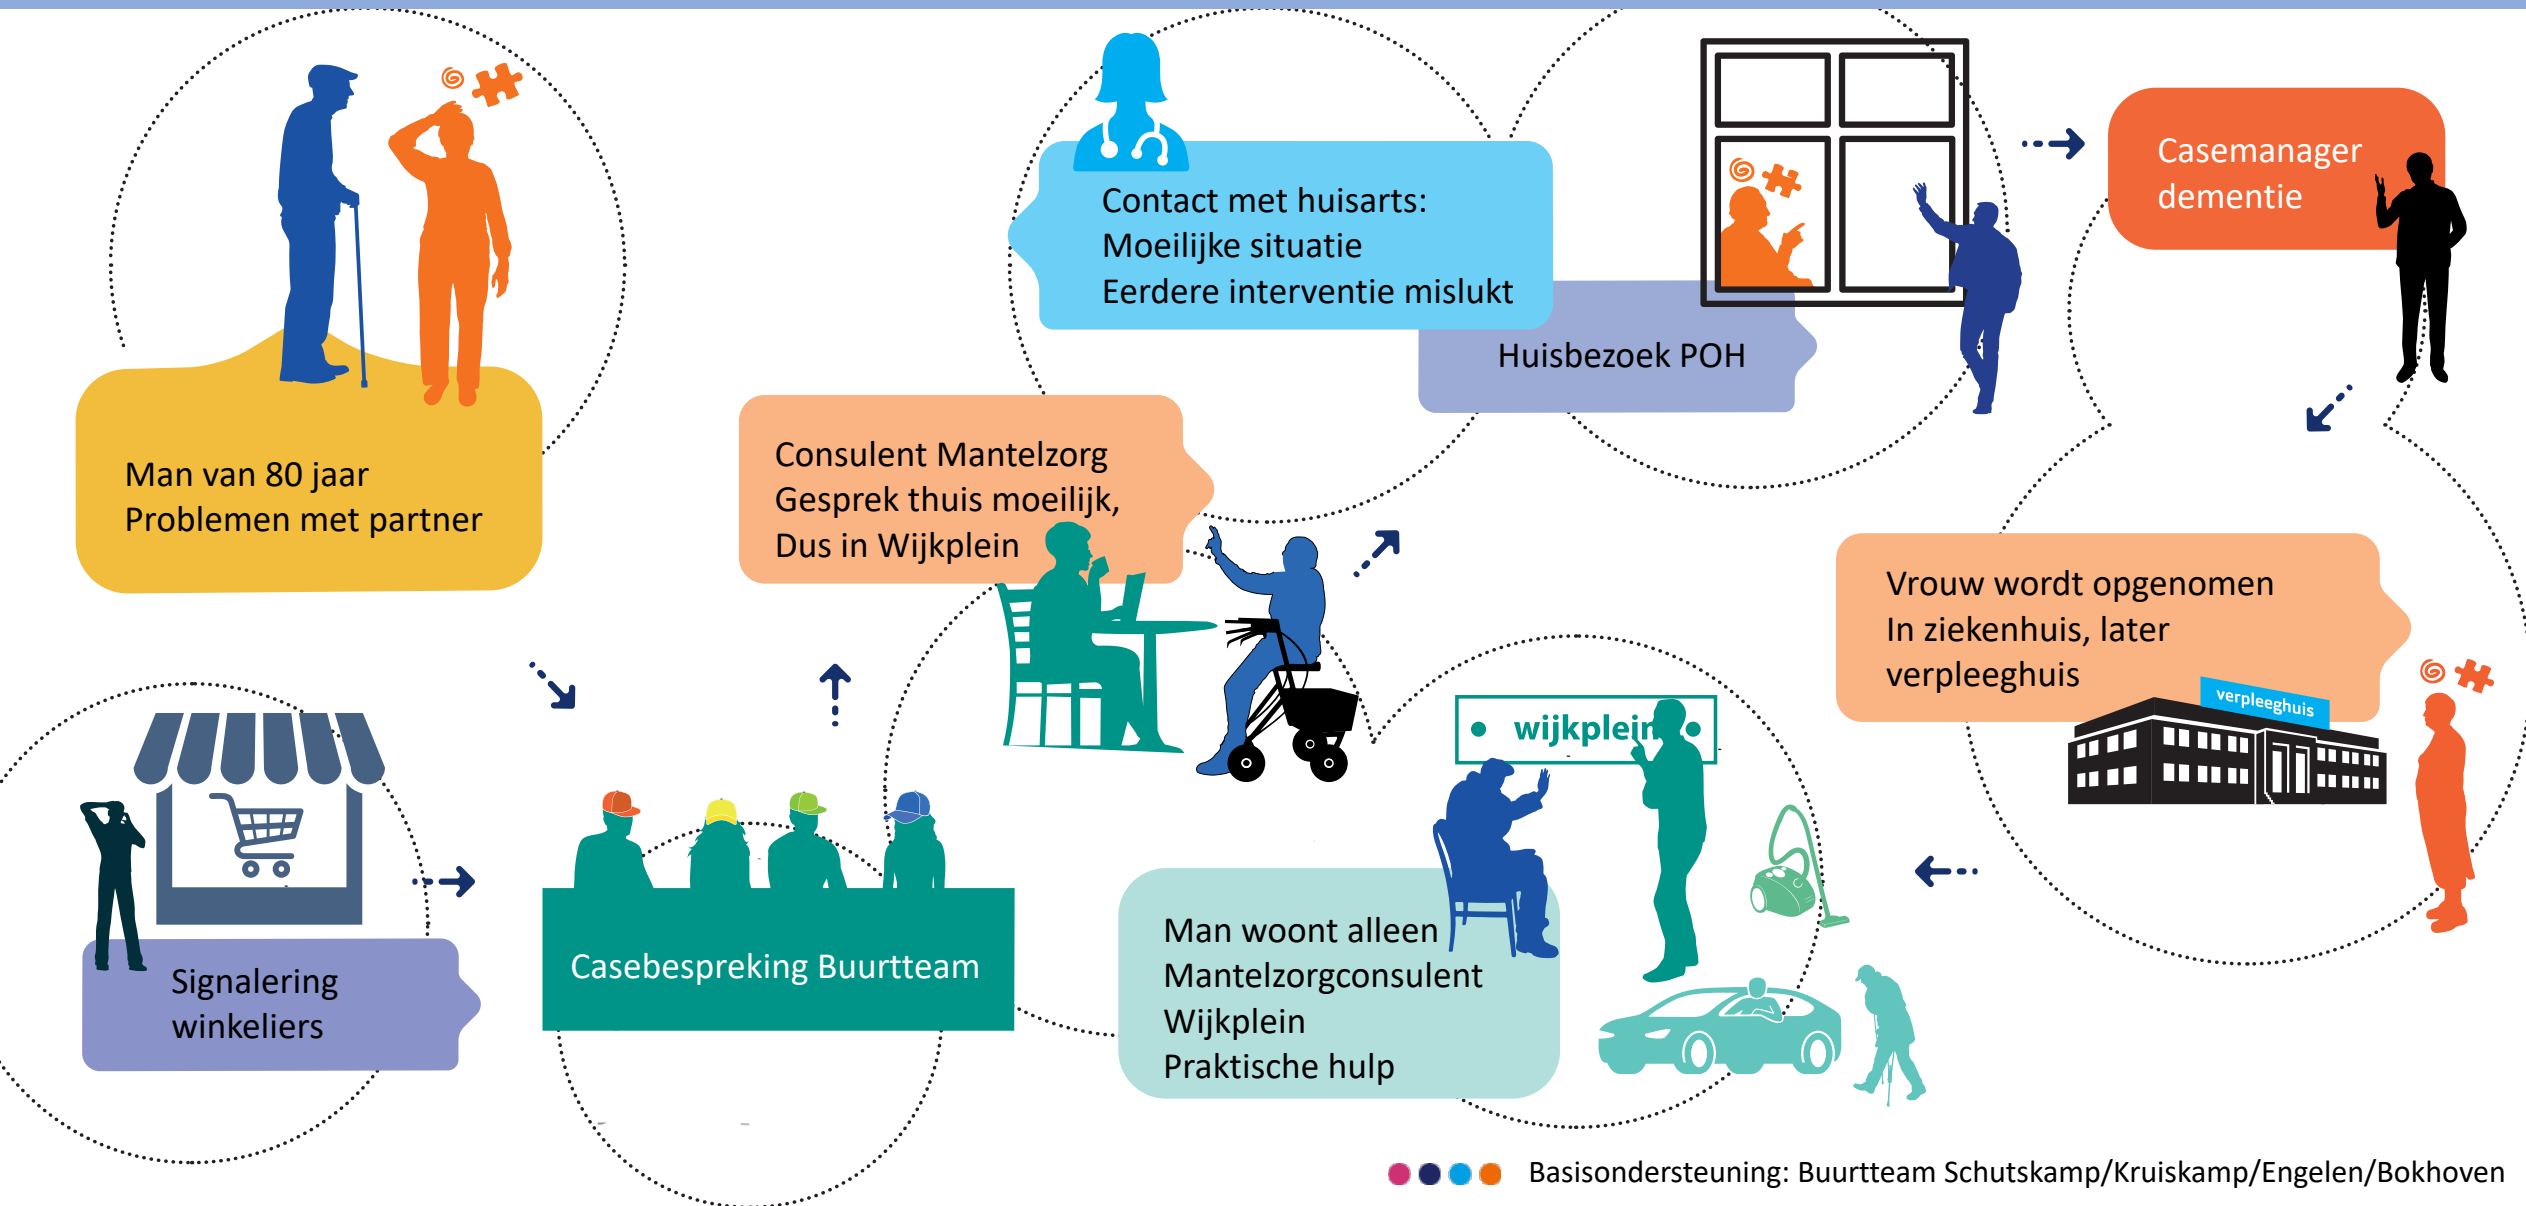 Man van 80 jaar
Problemen met partner
Signalering
winkeliers
Casebespreking Buurtteam
Consulent Mantelzorg
Gesprek thuis moeilijk,
Dus in Wijkplein
Contact met huisarts:
Moeilijke situatie
Eerdere interventie mislukt
Huisbezoek POH
Casemanager
dementie
Vrouw wordt opgenomen
In ziekenhuis, later
verpleeghuis
verpleeghuis
wijkplein
Man woont alleen
Mantelzorgconsulent
Wijkplein
Praktische hulp
Basisondersteuning: Buurtteam Schutskamp/Kruiskamp/Engelen/Bokhoven